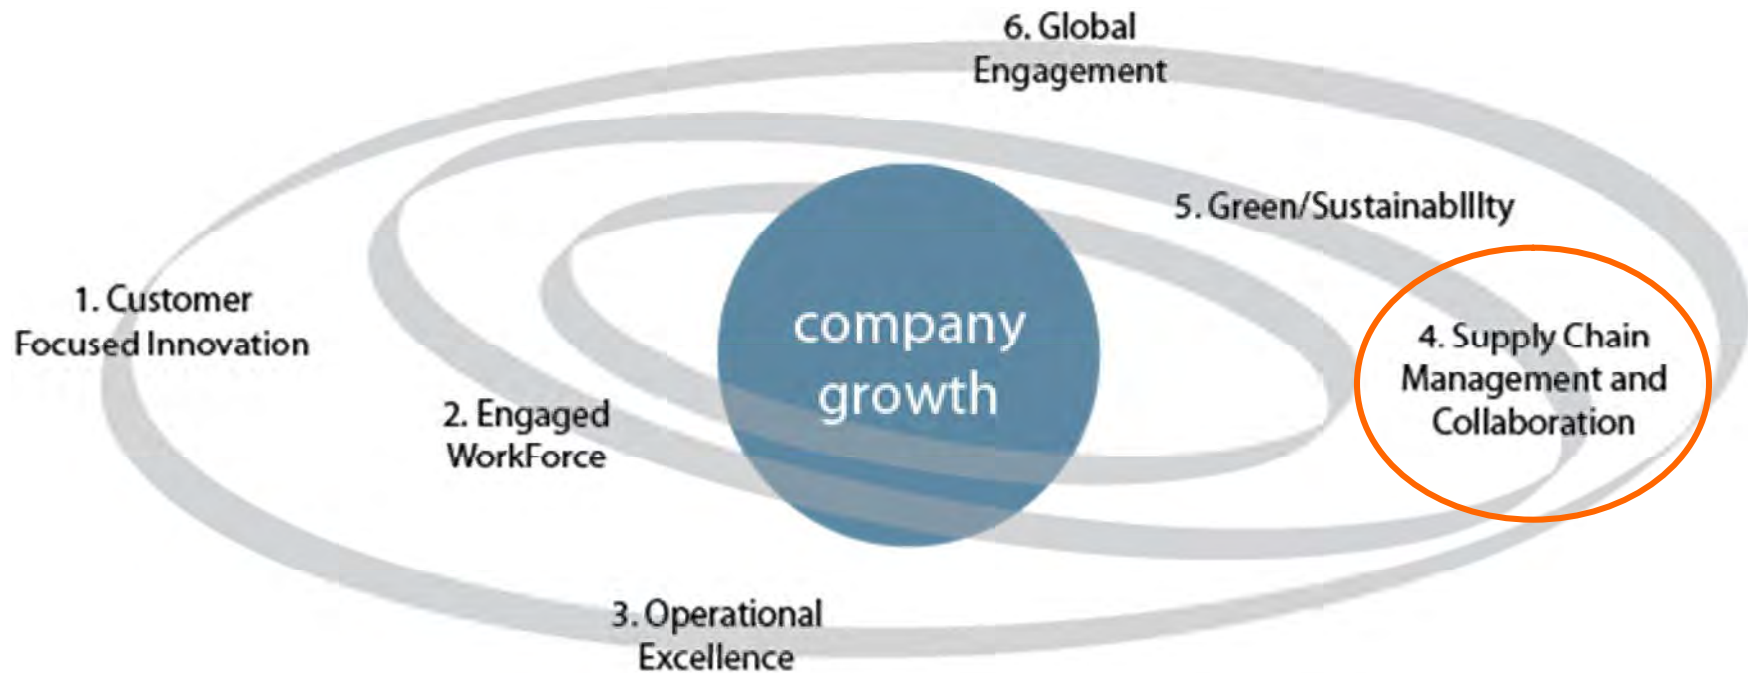 6. Global
Engagement
5. Green/Sustainabllity
1. Customer
Focused Innovation
company
growth
4. Supply Chain
Management and
Collaboration
2. Engaged
WorkForce
3. Operational
Excellence